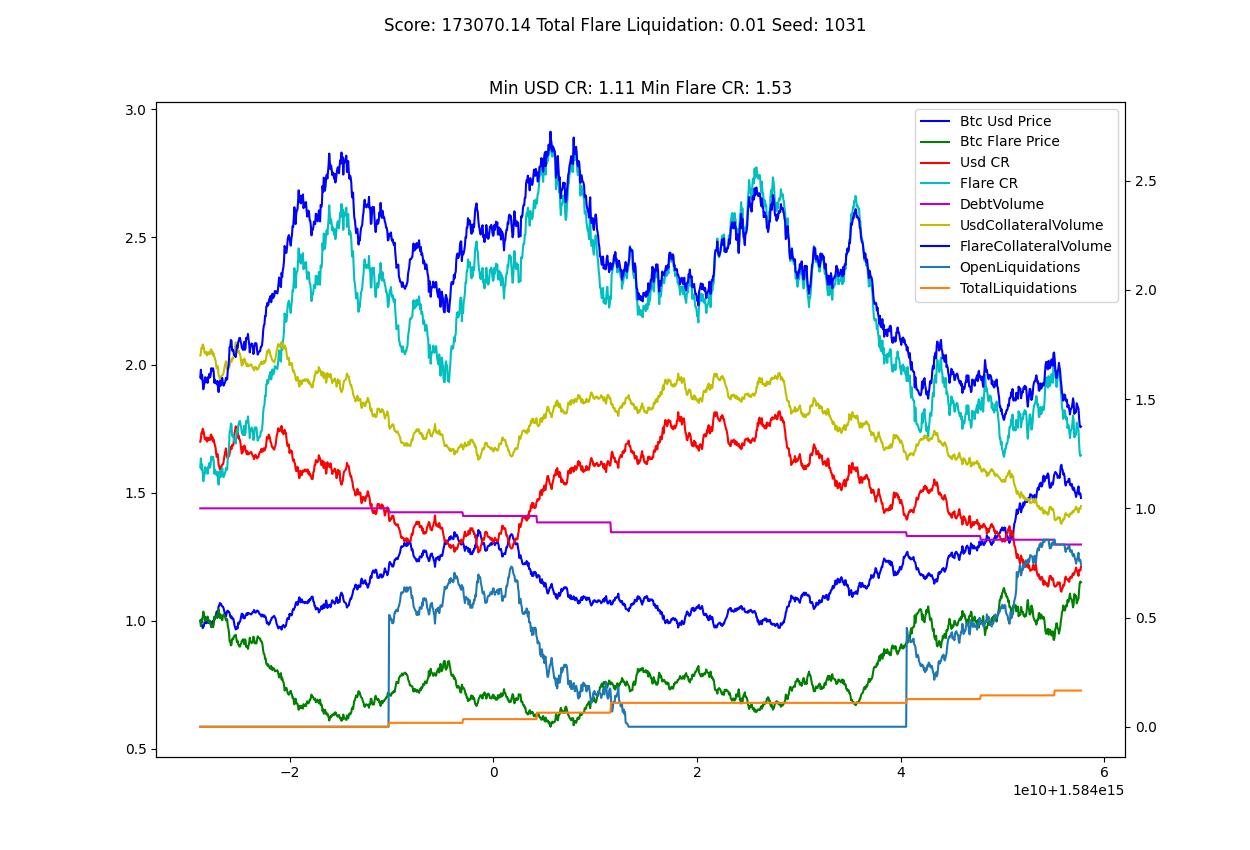 Score: 173070.14 Total Flare Liquidation: 0.01 Seed: 1031
Min USD CR: 1.11 Min Flare CR: 1.53
3.0
2.5
2.0
1.5
1.0
0.5
Btc Usd Price
Btc Flare Price
Usd CR
Flare CR
DebtVolume
UsdCollateralVolume
FlareCollateralVolume
OpenLiquidations
TotalLiquidations
2.5
2.0
1.5
1.0
0.5
0.0
−2
0
2
4
6
1e10+1.584e15